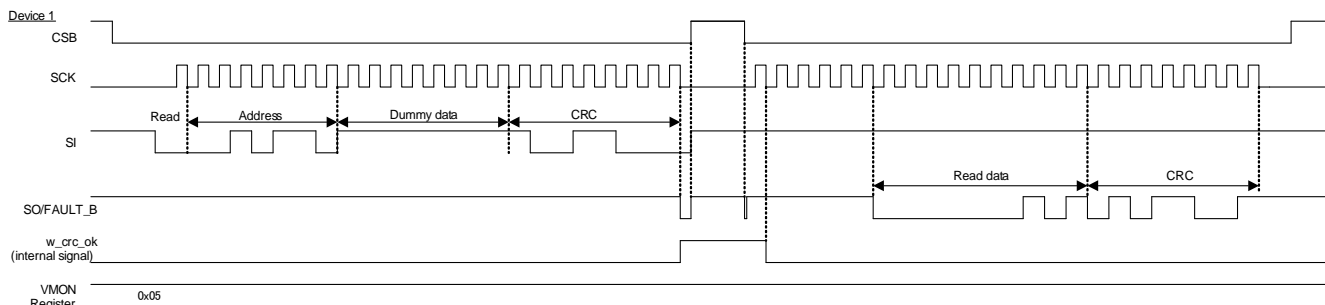 Device 1
CSB
SCK
Read
Address
Dummy data
CRC
SI
Read data
CRC
SO/FAULT_B
w_crc_ok
(internal signal)
VMON
Register
0x05